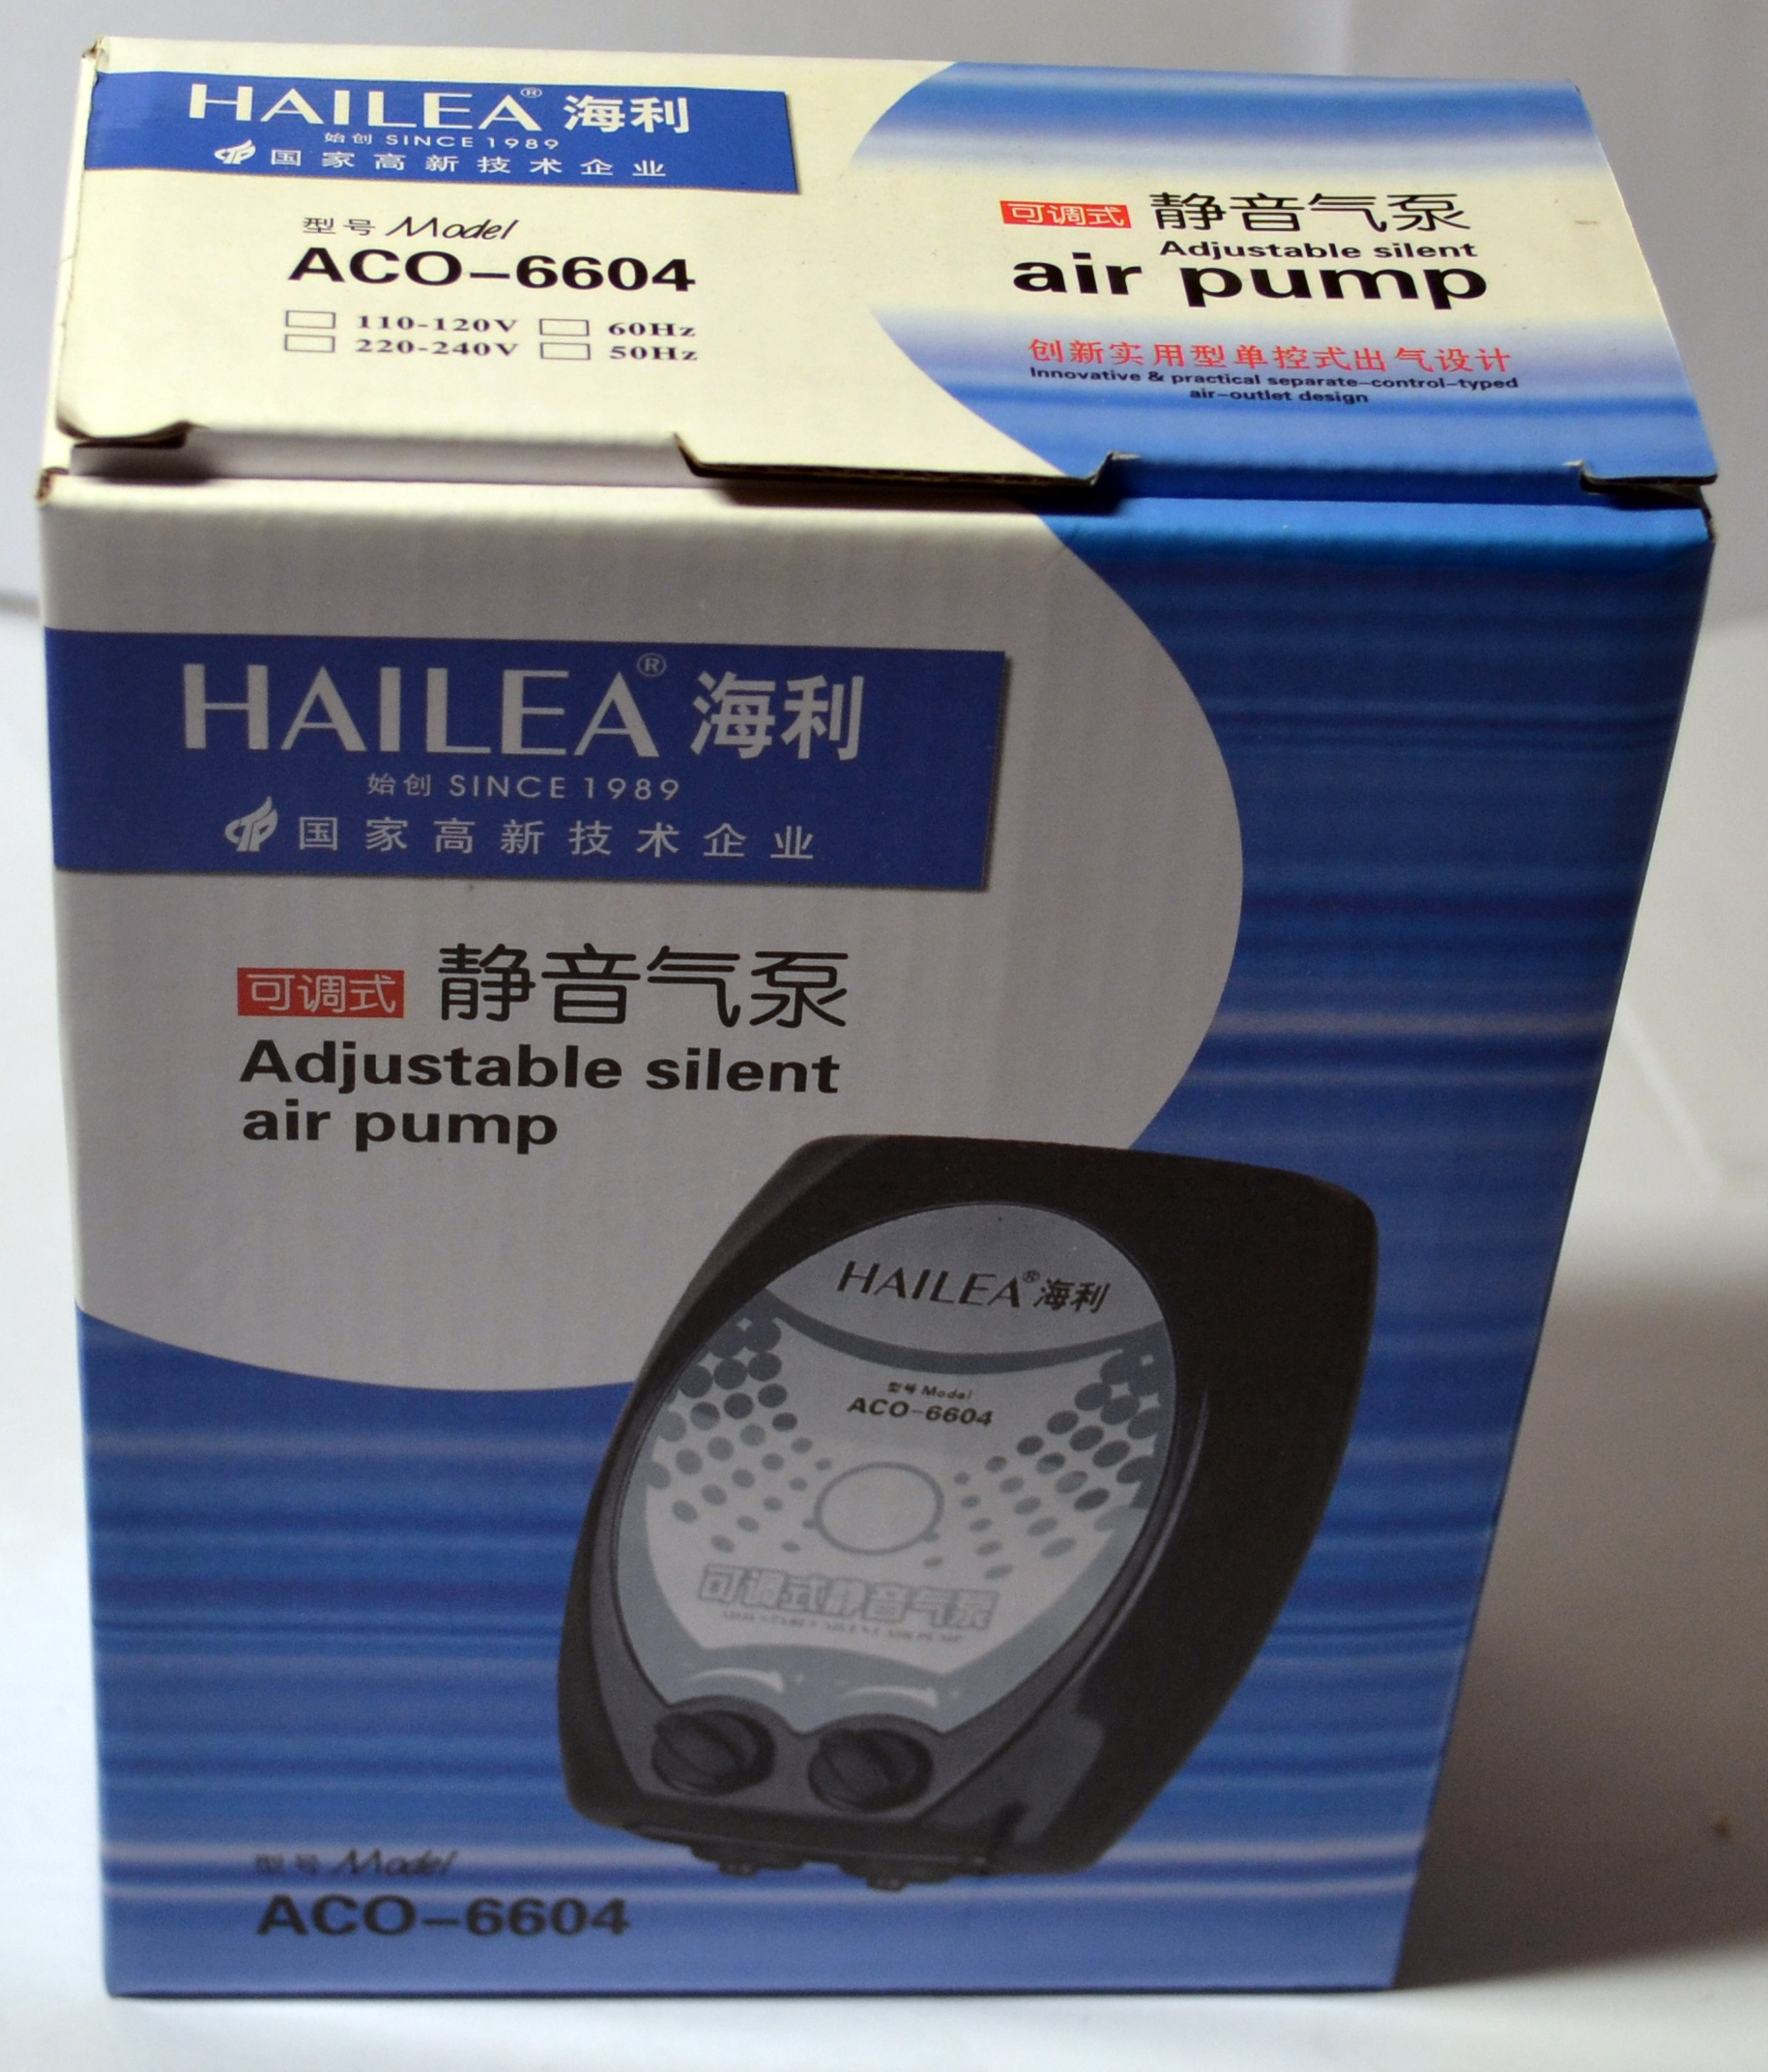 HAILEA® 海利
始创 SINCE 1989
国家高新技术企业
型号 Model
ACO-6604
110-120V 60Hz
220-240V 50Hz
可调式 静音气泵
Adjustable silent
air pump
创新实用型单控式出气设计
Innovative & practical separate-control-typed
air-outlet design
HAILEA® 海利
始创 SINCE 1989
国家高新技术企业
可调式 静音气泵
Adjustable silent
air pump
HAILEA® 海利
型号 Model
ACO-6604
可调式静音气泵
型号 Model
ACO-6604